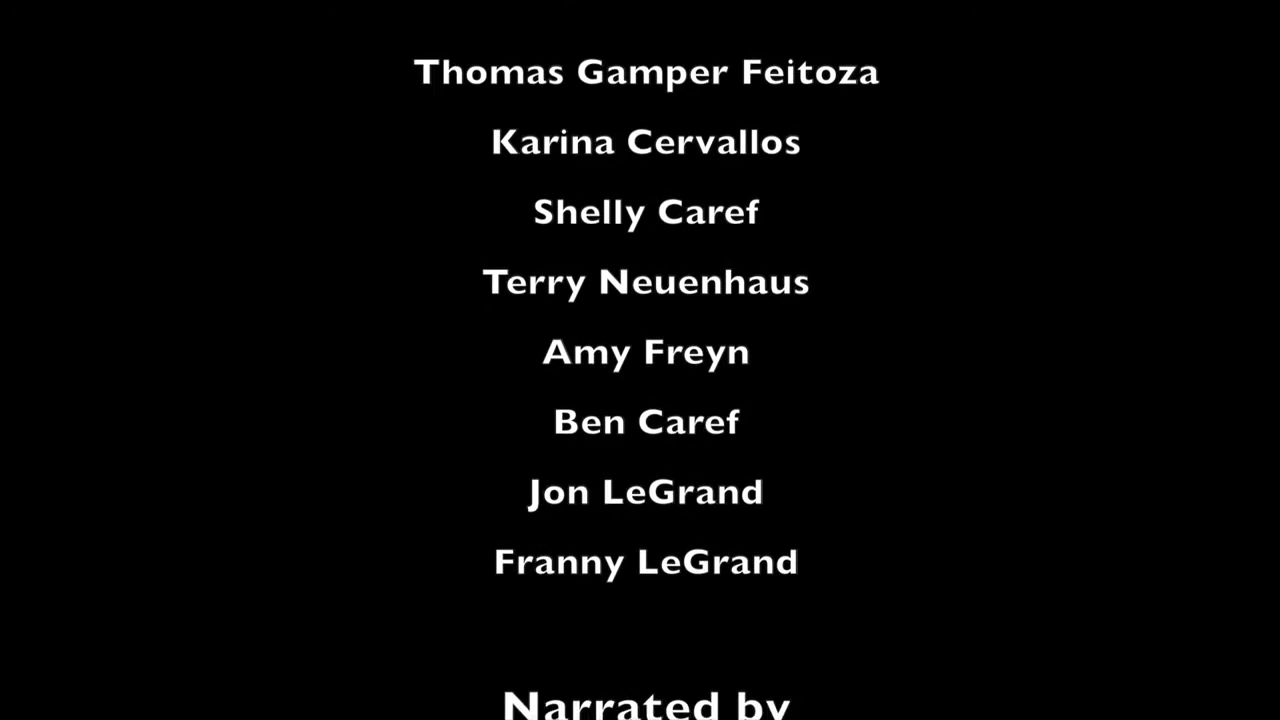 Thomas Gamper Feitoza
Karina Cervallos
Shelly Caref
Terry Neuenhaus
Amy Freyn
Ben Caref
Jon LeGrand
Franny LeGrand
Narrated by